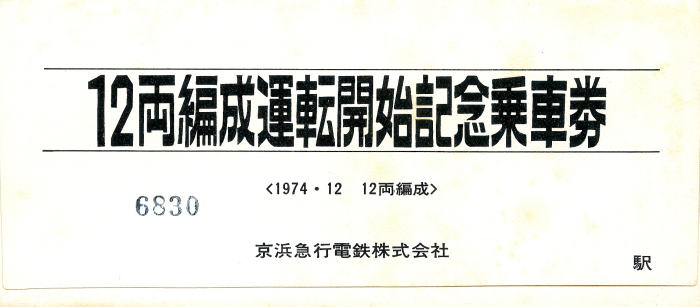 12両編成運転開始記念乗車券
<1974・12　12両編成>
6830
京浜急行電鉄株式会社
駅